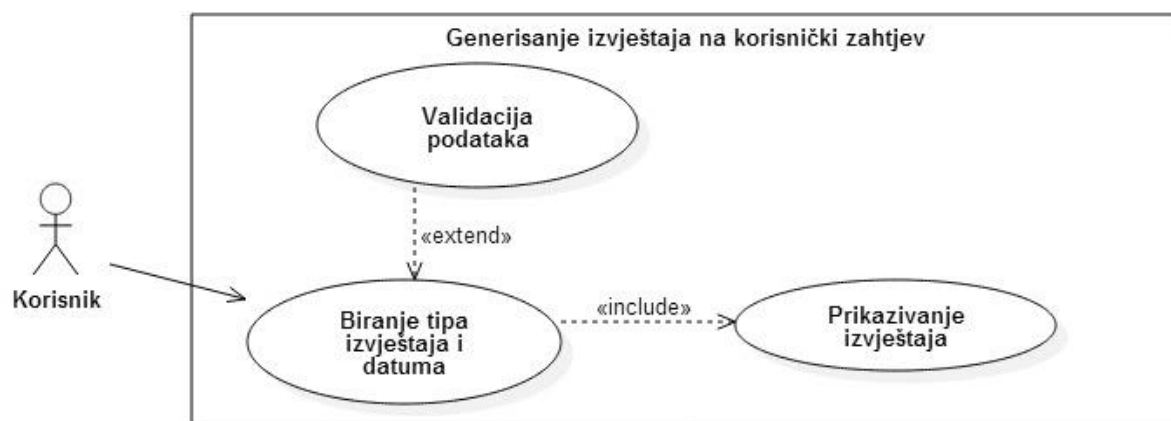 Generisanje izvještaja na korisnički zahtjev
Validacija
podataka
«extend»
Korisnik
Biranje tipa
izvještaja i
datuma
«include»
Prikazivanje
izvještaja